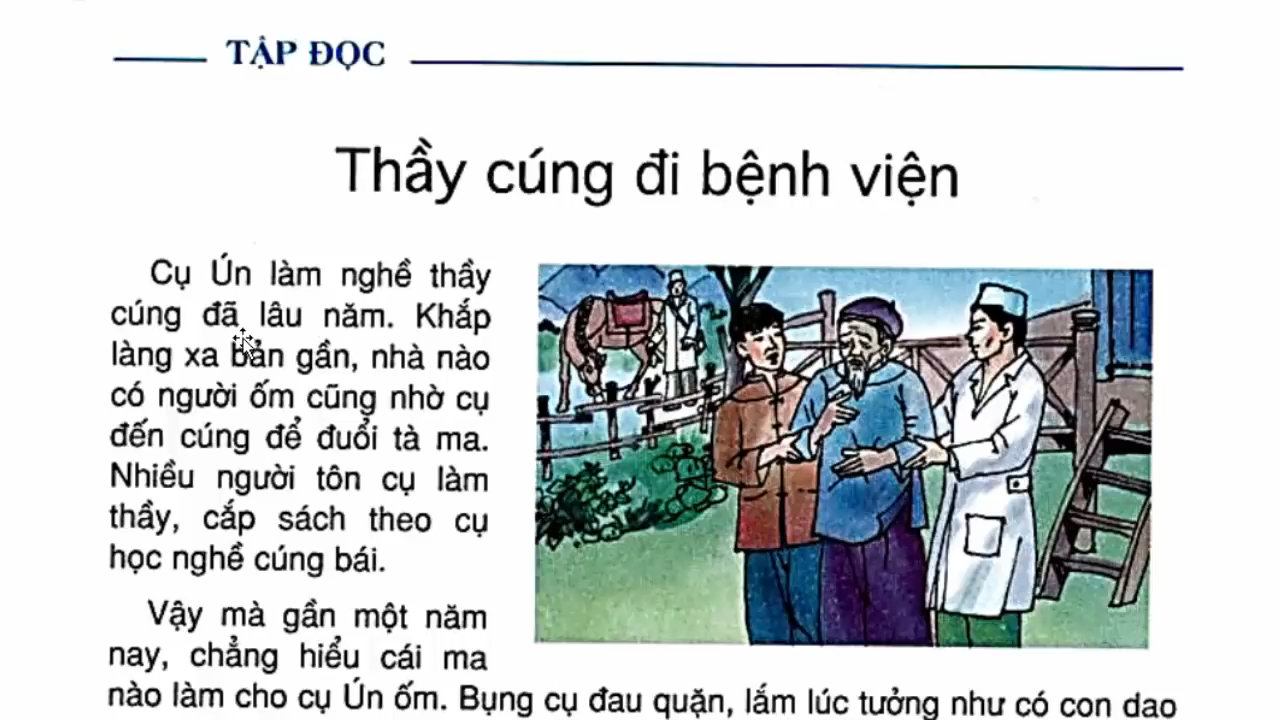 TẬP ĐỌC
Thầy cúng đi bệnh viện
Cụ Ún làm nghề thầy
cúng đã lâu năm. Khắp
làng xa bản gần, nhà nào
có người ốm cũng nhờ cụ
đến cúng để đuổi tà ma.
Nhiều người tôn cụ làm
thầy, cắp sách theo cụ
học nghề cúng bái.
Vậy mà gần một năm
nay, chẳng hiểu cái ma
nào làm cho cụ Ún ốm. Bụng cụ đau quặn, lắm lúc tưởng như có con dao